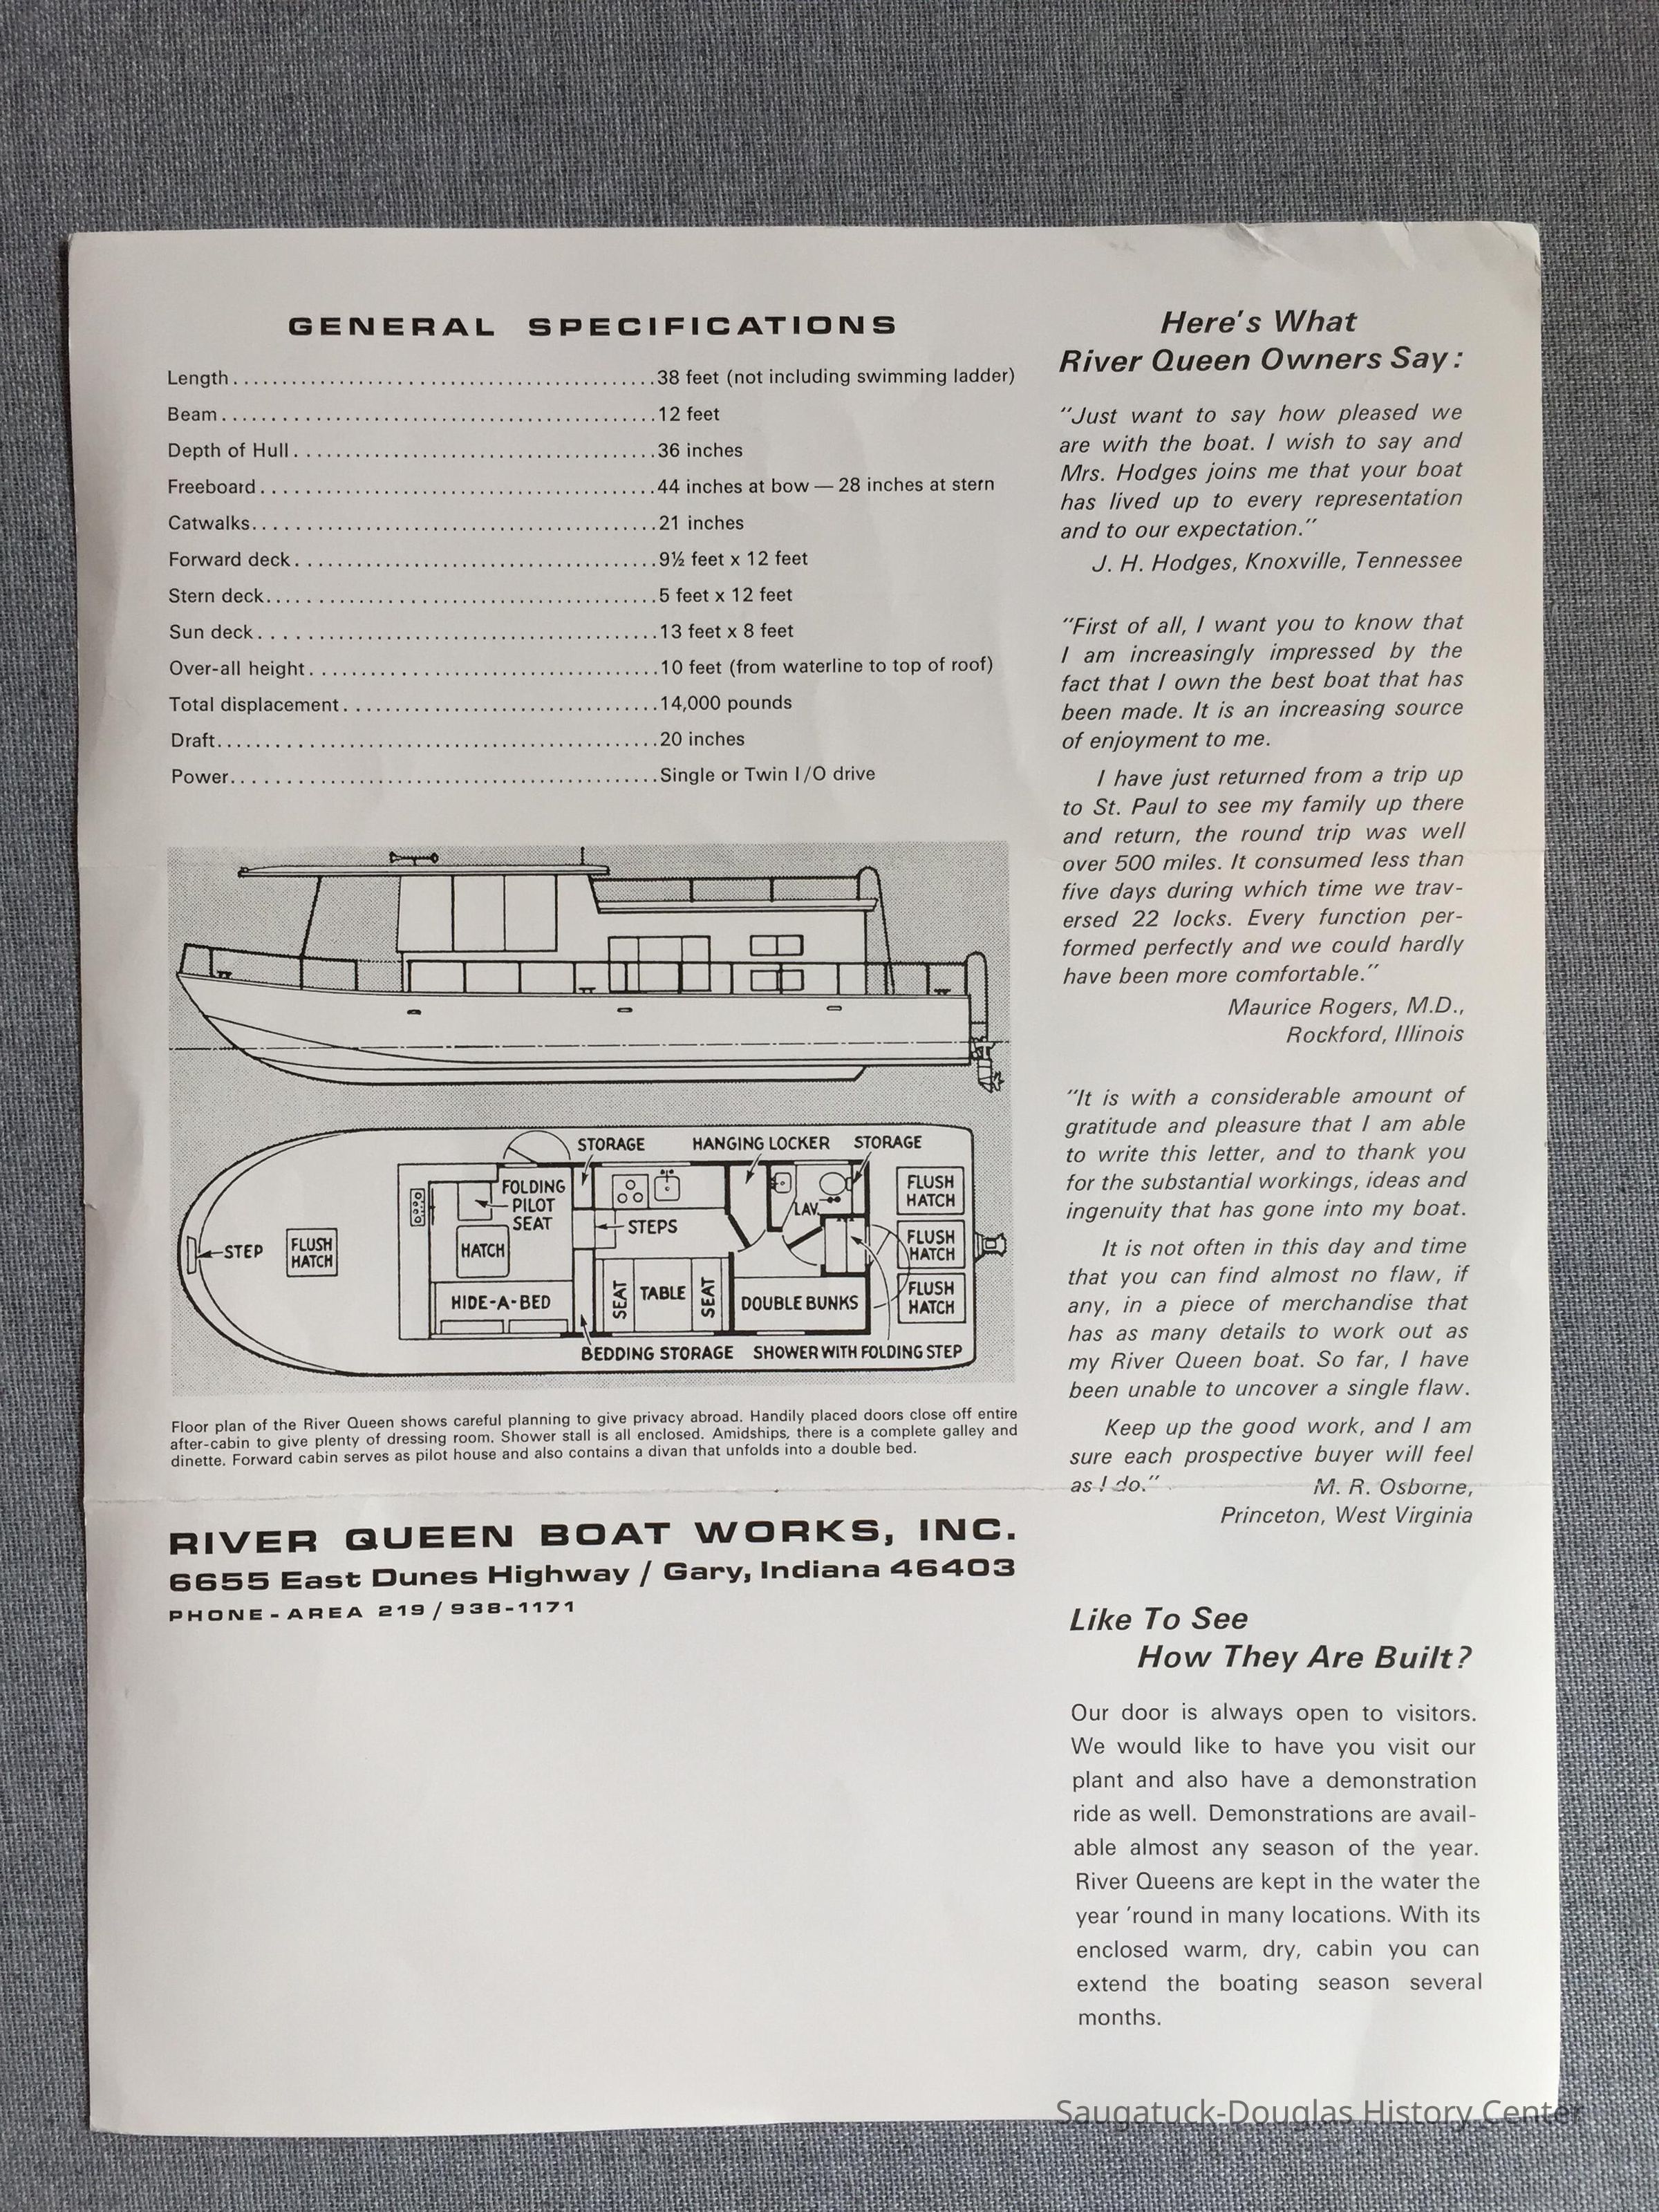 GENERAL SPECIFICATIONS
Length........................................38 feet (not including swimming ladder)
Beam........................................12 feet
Depth of Hull........................................36 inches
Freeboard........................................44 inches at bow — 28 inches at stern
Catwalks........................................21 inches
Forward deck........................................9½ feet x 12 feet
Stern deck........................................5 feet x 12 feet
Sun deck........................................13 feet x 8 feet
Over-all height........................................10 feet (from waterline to top of roof)
Total displacement........................................14,000 pounds
Draft........................................20 inches
Power........................................Single or Twin I/O drive
STORAGE
HANGING LOCKER
STORAGE
FOLDING
PILOT
SEAT
LAV.
FLUSH
HATCH
STEPS
STEP
FLUSH
HATCH
HATCH
FLUSH
HATCH
HIDE-A-BED
SEAT
TABLE
SEAT
DOUBLE BUNKS
FLUSH
HATCH
BEDDING STORAGE
SHOWER WITH FOLDING STEP
Floor plan of the River Queen shows careful planning to give privacy abroad. Handily placed doors close off entire
after-cabin to give plenty of dressing room. Shower stall is all enclosed. Amidships, there is a complete galley and
dinette. Forward cabin serves as pilot house and also contains a divan that unfolds into a double bed.
RIVER QUEEN BOAT WORKS, INC.
6655 East Dunes Highway / Gary, Indiana 46403
PHONE-AREA 219/938-1171
Here's What
River Queen Owners Say:
"Just want to say how pleased we
are with the boat. I wish to say and
Mrs. Hodges joins me that your boat
has lived up to every representation
and to our expectation."
J. H. Hodges, Knoxville, Tennessee
"First of all, I want you to know that
I am increasingly impressed by the
fact that I own the best boat that has
been made. It is an increasing source
of enjoyment to me.
I have just returned from a trip up
to St. Paul to see my family up there
and return, the round trip was well
over 500 miles. It consumed less than
five days during which time we trav-
ersed 22 locks. Every function per-
formed perfectly and we could hardly
have been more comfortable."
Maurice Rogers, M.D.,
Rockford, Illinois
"It is with a considerable amount of
gratitude and pleasure that I am able
to write this letter, and to thank you
for the substantial workings, ideas and
ingenuity that has gone into my boat.
It is not often in this day and time
that you can find almost no flaw, if
any, in a piece of merchandise that
has as many details to work out as
my River Queen boat. So far, I have
been unable to uncover a single flaw.
Keep up the good work, and I am
sure each prospective buyer will feel
as I do." M. R. Osborne,
Princeton, West Virginia
Like To See
How They Are Built?
Our door is always open to visitors.
We would like to have you visit our
plant and also have a demonstration
ride as well. Demonstrations are avail-
able almost any season of the year.
River Queens are kept in the water the
year 'round in many locations. With its
enclosed warm, dry, cabin you can
extend the boating season several
months.
Saugatuck-Douglas History Center